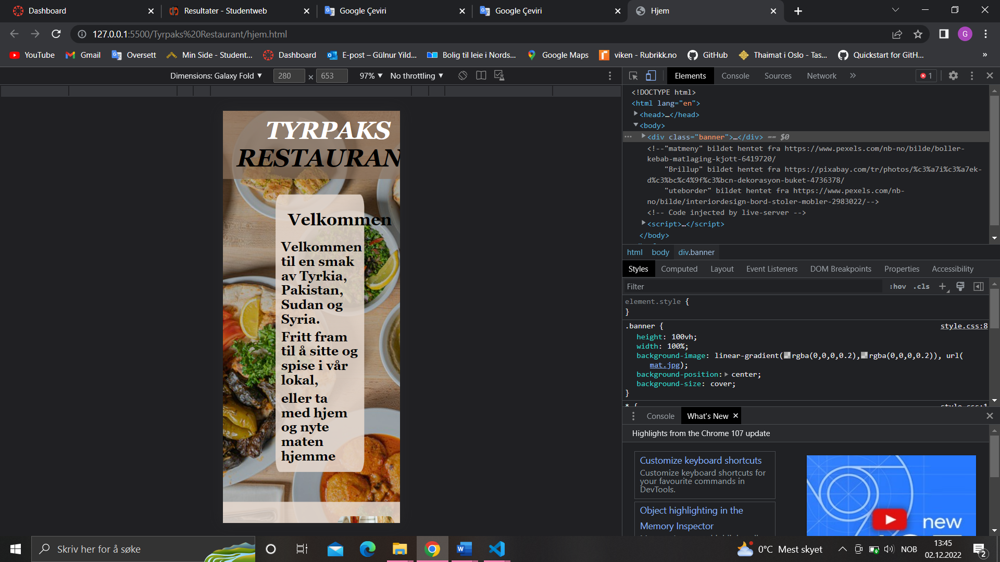 Dashboard
Resultater - Studentweb
Google Çeviri
Google Çeviri
Hjem
127.0.0.1:5500/Tyrpaks%20Restaurant/hjem.html
G
YouTube
Gmail
Oversett
Min Side - Student...
Dashboard
E-post – Gülnur Yild...
Bolig til leie i Nords...
Google Maps
viken - Rubrikk.no
GitHub
Thaimat i Oslo - Tas...
Quickstart for GitH...
»
Dimensions: Galaxy Fold ▼
280 × 653
97% ▼
No throttling ▼
Elements
Console
Sources
Network
»
1
TYRPAKS
RESTAURAN
Velkommen
Velkommen
til en smak
av Tyrkia,
Pakistan,
Sudan og
Syria.
Fritt fram
til å sitte og
spise i vår
lokal,
eller ta
med hjem
og nyte
maten
hjemme
<!DOCTYPE html>
<html lang="en">
<head>…</head>
<body>
<div class="banner">…</div> == $0
<!--"matmeny" bildet hentet fra https://www.pexels.com/nb-no/bilde/boller-
kebab-matlaging-kjott-6419720/
"Brillup" bildet hentet fra https://pixabay.com/tr/photos/%c3%a7i%c3%a7ek-
d%c3%bc%c4%9f%c3%bcn-dekorasyon-buket-4736378/
"uteborder" bildet hentet fra https://www.pexels.com/nb-
no/bilde/interiordesign-bord-stoler-mobler-2983022/-->
<!-- Code injected by live-server -->
<script>…</script>
</body>
html body div.banner
Styles
Computed
Layout
Event Listeners
DOM Breakpoints
Properties
Accessibility
Filter
:hov .cls
element.style {
}
.banner {
style.css:8
height: 100vh;
width: 100%;
background-image: linear-gradient(rgba(0,0,0,0.2),rgba(0,0,0,0.2)), url(
mat.jpg);
background-position: center;
background-size: cover;
}
* {
style.css:1
Console
What's New
Highlights from the Chrome 107 update
Customize keyboard shortcuts
Customize keyboard shortcuts for
your favourite commands in
DevTools.
Object highlighting in the
Memory Inspector
new
Skriv her for å søke
0°C Mest skyet
NOB
13:45
02.12.2022
2